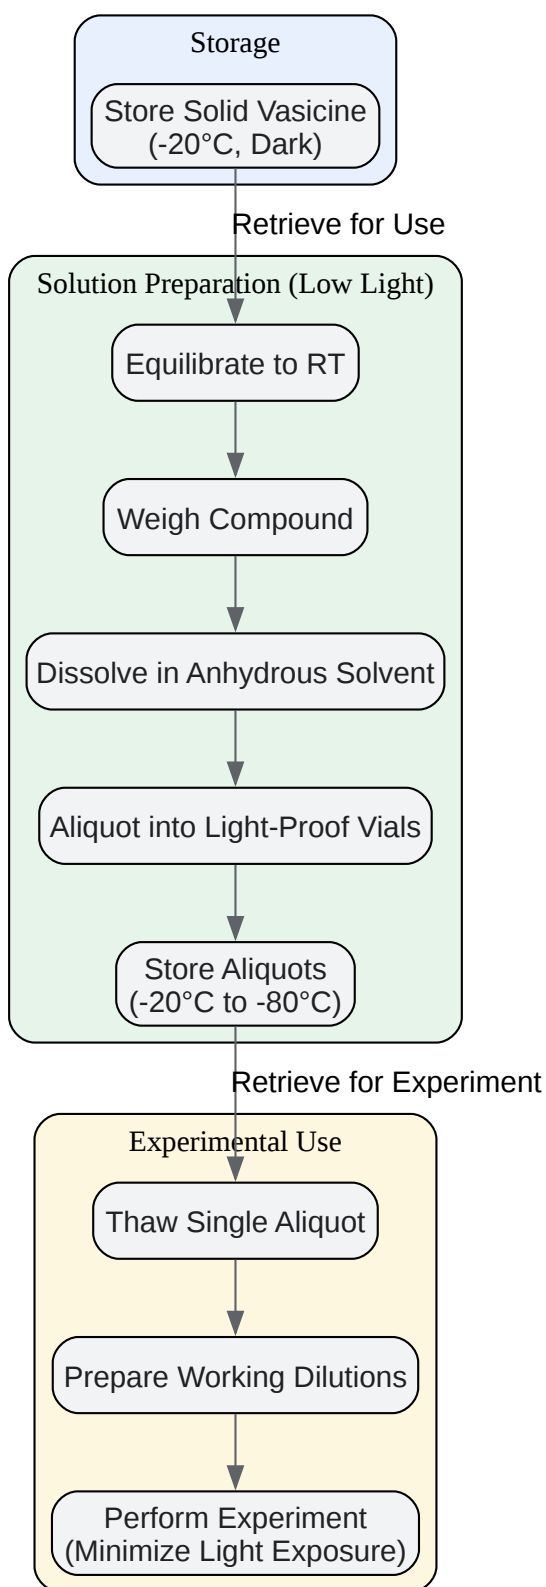 Storage
Store Solid Vasicine
(-20°C, Dark)
Retrieve for Use
Solution Preparation (Low Light)
Equilibrate to RT
Weigh Compound
Dissolve in Anhydrous Solvent
Aliquot into Light-Proof Vials
Store Aliquots
(-20°C to -80°C)
Retrieve for Experiment
Experimental Use
Thaw Single Aliquot
Prepare Working Dilutions
Perform Experiment
(Minimize Light Exposure)